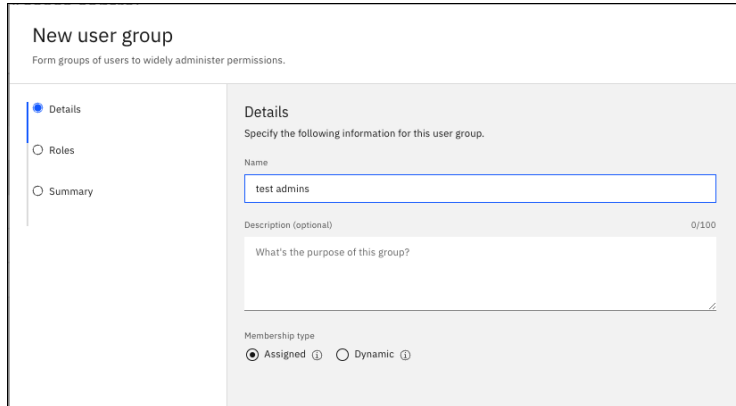 New user group
Form groups of users to widely administer permissions.
Details
Roles
Summary
Details
Specify the following information for this user group.
Name
test admins
Description (optional) 0/100
What's the purpose of this group?
Membership type
Assigned Dynamic